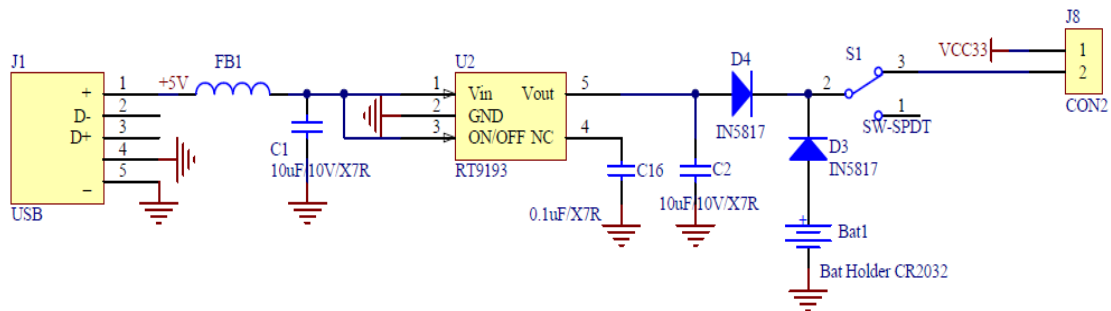 J1
+
1
+5V
D-
2
D+
3
4
5
−
USB
FB1
C1
10uF/10V/X7R
U2
1
Vin
Vout
5
2
GND
3
ON/OFF NC
4
RT9193
C16
0.1uF/X7R
C2
10uF/10V/X7R
D4
IN5817
D3
IN5817
+
Bat1
Bat Holder CR2032
S1
2
3
1
SW-SPDT
VCC33
J8
1
2
CON2